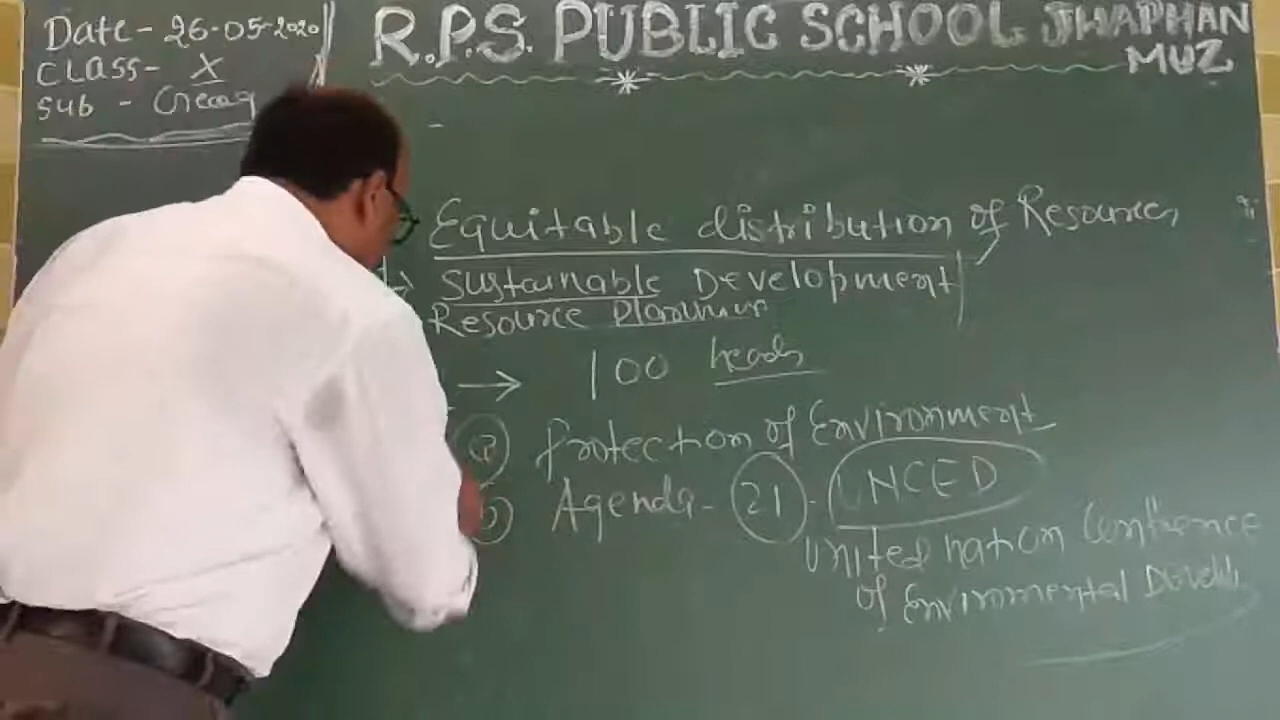 Date - 26-05-2020
CLASS - X
Sub - Geog
R.P.S. PUBLIC SCHOOL JHAPHAN
MUZ
Equitable distribution of Resources
Sustainable Development
Resource Planning
→ 100 heads
(a) Protection of Environment
(b) Agenda - 21 - UNCED
United nation Conference
of Environmental Develo